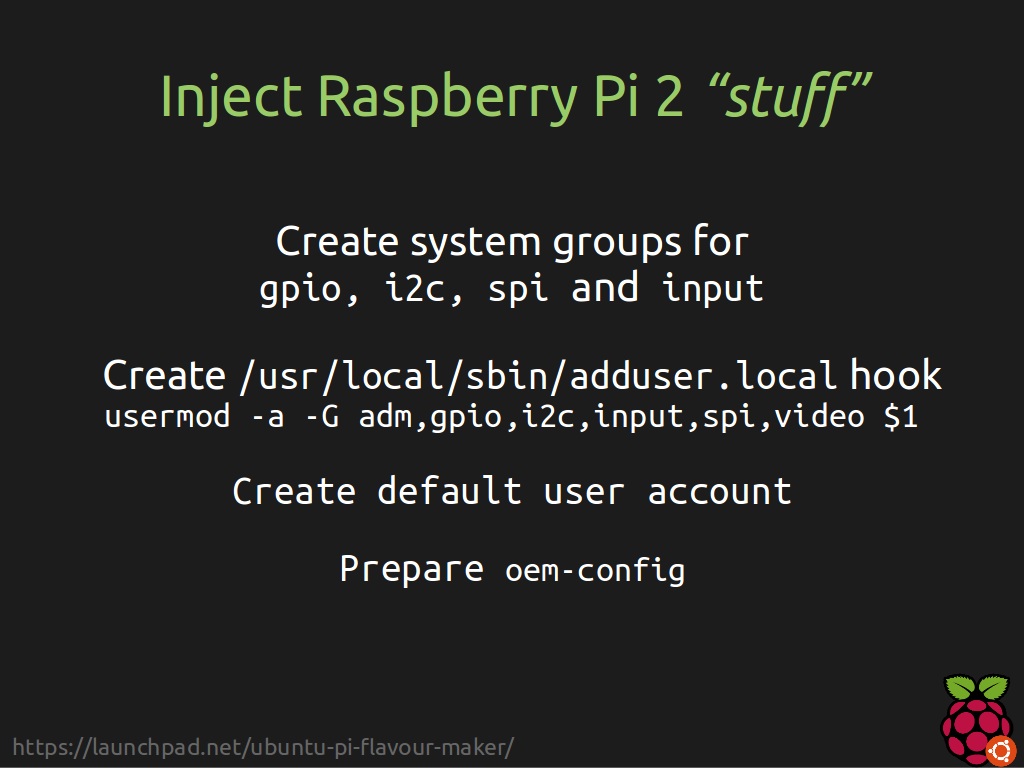 Inject Raspberry Pi 2 “stuff”
Create system groups for
gpio, i2c, spi and input
Create /usr/local/sbin/adduser.local hook
usermod -a -G adm,gpio,i2c,input,spi,video $1
Create default user account
Prepare oem-config
https://launchpad.net/ubuntu-pi-flavour-maker/